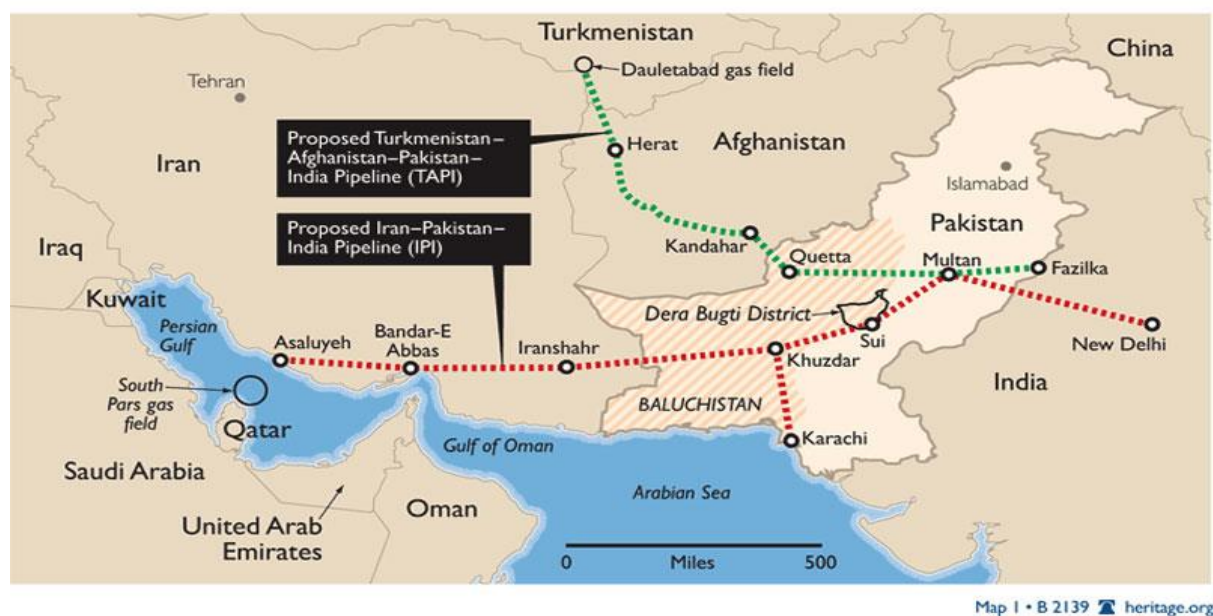 Turkmenistan
China
Tehran
Dauletabad gas field
Proposed Turkmenistan–
Afghanistan–Pakistan–
India Pipeline (TAPI)
Herat
Afghanistan
Iran
Islamabad
Proposed Iran–Pakistan–
India Pipeline (IPI)
Pakistan
Iraq
Kandahar
Quetta
Multan
Fazilka
Kuwait
Persian
Gulf
Dera Bugti District
Asaluyeh
Bandar-E
Abbas
Iranshahr
Sui
New Delhi
Khuzdar
South
Pars gas
field
India
BALUCHISTAN
Qatar
Karachi
Gulf of Oman
Saudi Arabia
Arabian Sea
Oman
United Arab
Emirates
0
Miles
500
Map 1 • B 2139 heritage.org